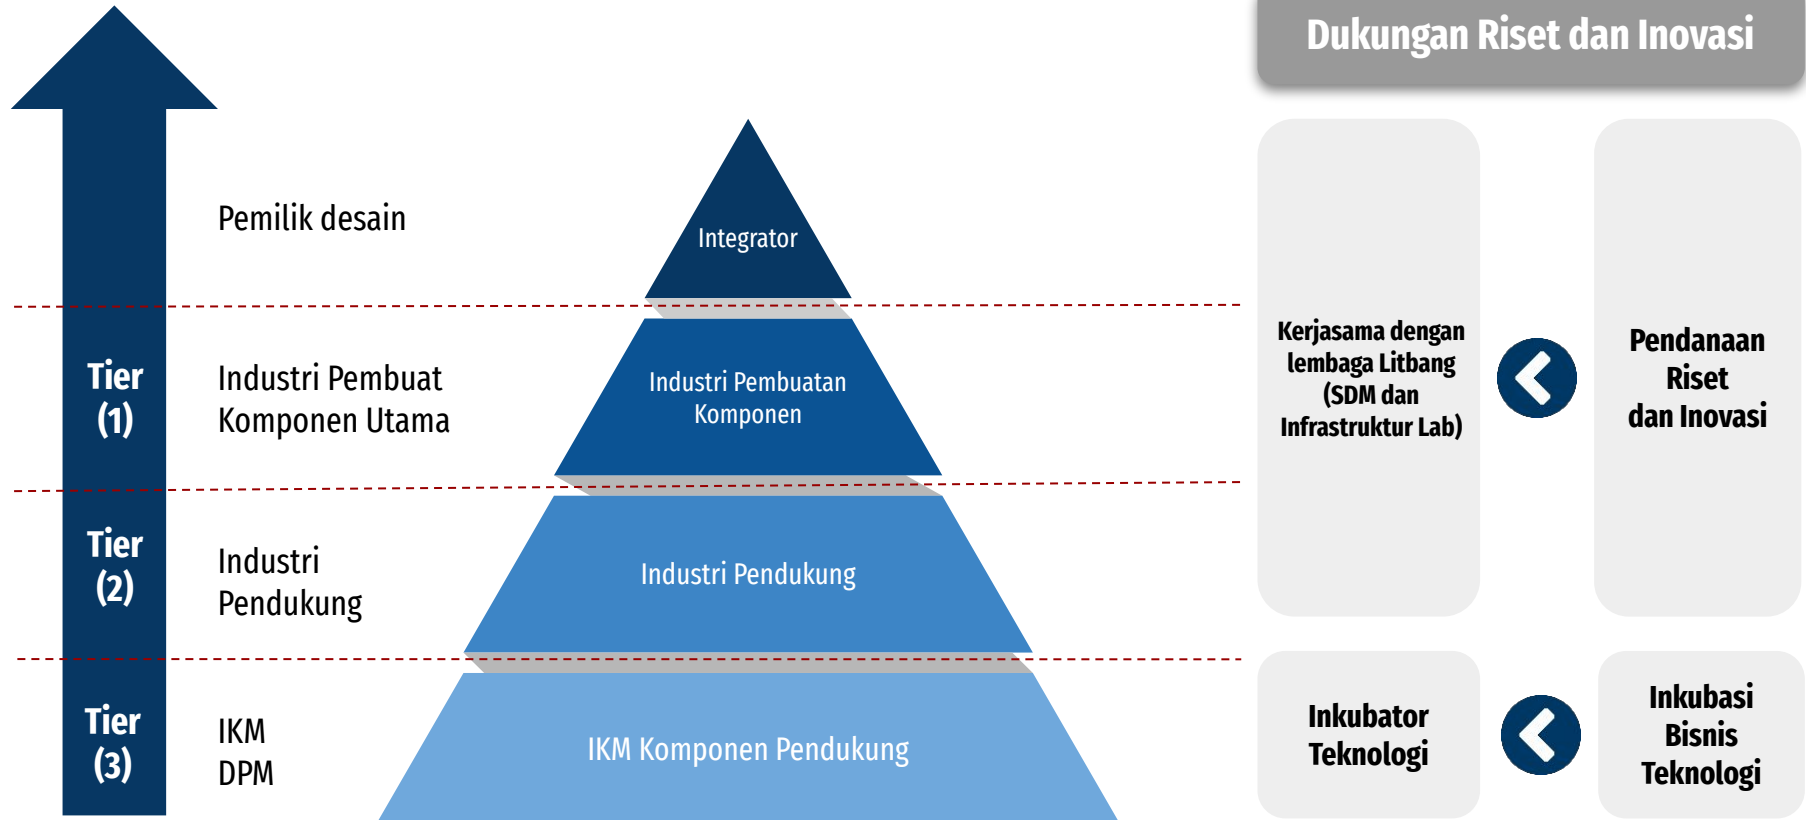 Dukungan Riset dan Inovasi
Pemilik desain
Integrator
Tier
(1)
Industri Pembuat
Komponen Utama
Industri Pembuatan
Komponen
Kerjasama dengan
lembaga Litbang
(SDM dan
Infrastruktur Lab)
Pendanaan
Riset
dan Inovasi
Tier
(2)
Industri
Pendukung
Industri Pendukung
Tier
(3)
IKM
DPM
IKM Komponen Pendukung
Inkubator
Teknologi
Inkubasi
Bisnis
Teknologi